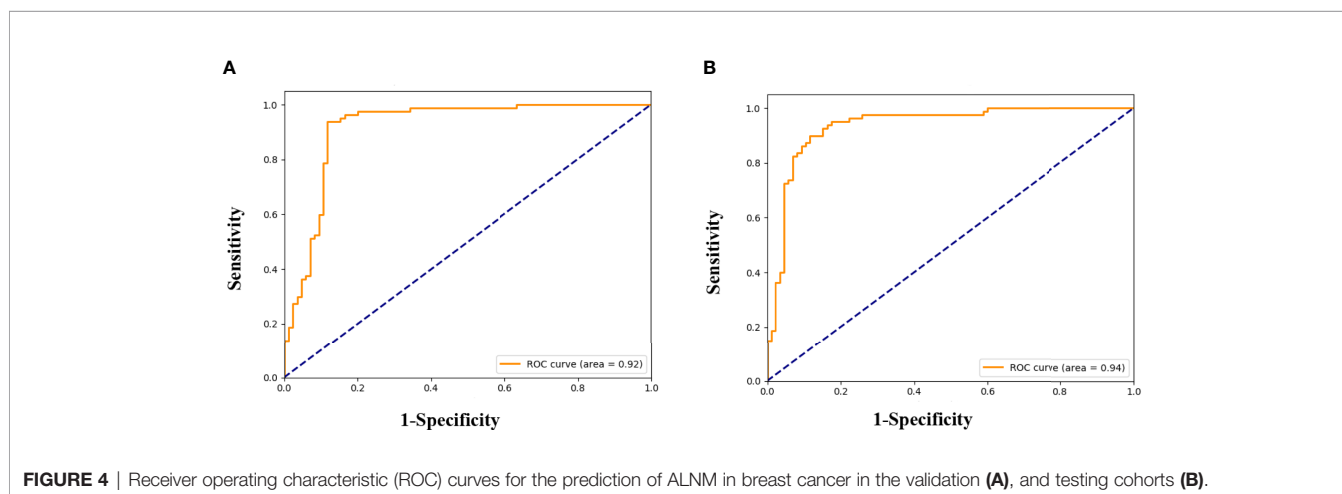 A
B
Sensitivity
1.0
0.8
0.6
0.4
0.2
0.0
ROC curve (area = 0.92)
0.0 0.2 0.4 0.6 0.8 1.0
1-Specificity
Sensitivity
1.0
0.8
0.6
0.4
0.2
0.0
ROC curve (area = 0.94)
0.0 0.2 0.4 0.6 0.8 1.0
1-Specificity
FIGURE 4 | Receiver operating characteristic (ROC) curves for the prediction of ALNM in breast cancer in the validation (A), and testing cohorts (B).